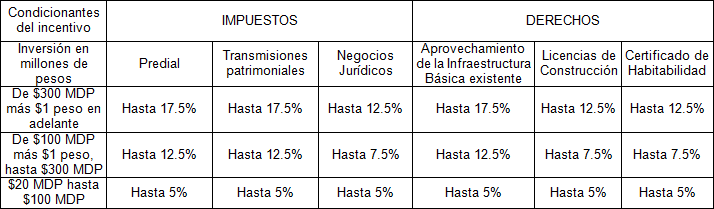 Condicionantes del incentivo
IMPUESTOS
DERECHOS
Inversión en millones de pesos
Predial
Transmisiones patrimoniales
Negocios Jurídicos
Aprovechamiento de la Infraestructura Básica existente
Licencias de Construcción
Certificado de Habitabilidad
De $300 MDP más $1 peso en adelante
Hasta 17.5%
Hasta 17.5%
Hasta 12.5%
Hasta 17.5%
Hasta 12.5%
Hasta 12.5%
De $100 MDP más $1 peso, hasta $300 MDP
Hasta 12.5%
Hasta 12.5%
Hasta 7.5%
Hasta 12.5%
Hasta 7.5%
Hasta 7.5%
$20 MDP hasta $100 MDP
Hasta 5%
Hasta 5%
Hasta 5%
Hasta 5%
Hasta 5%
Hasta 5%